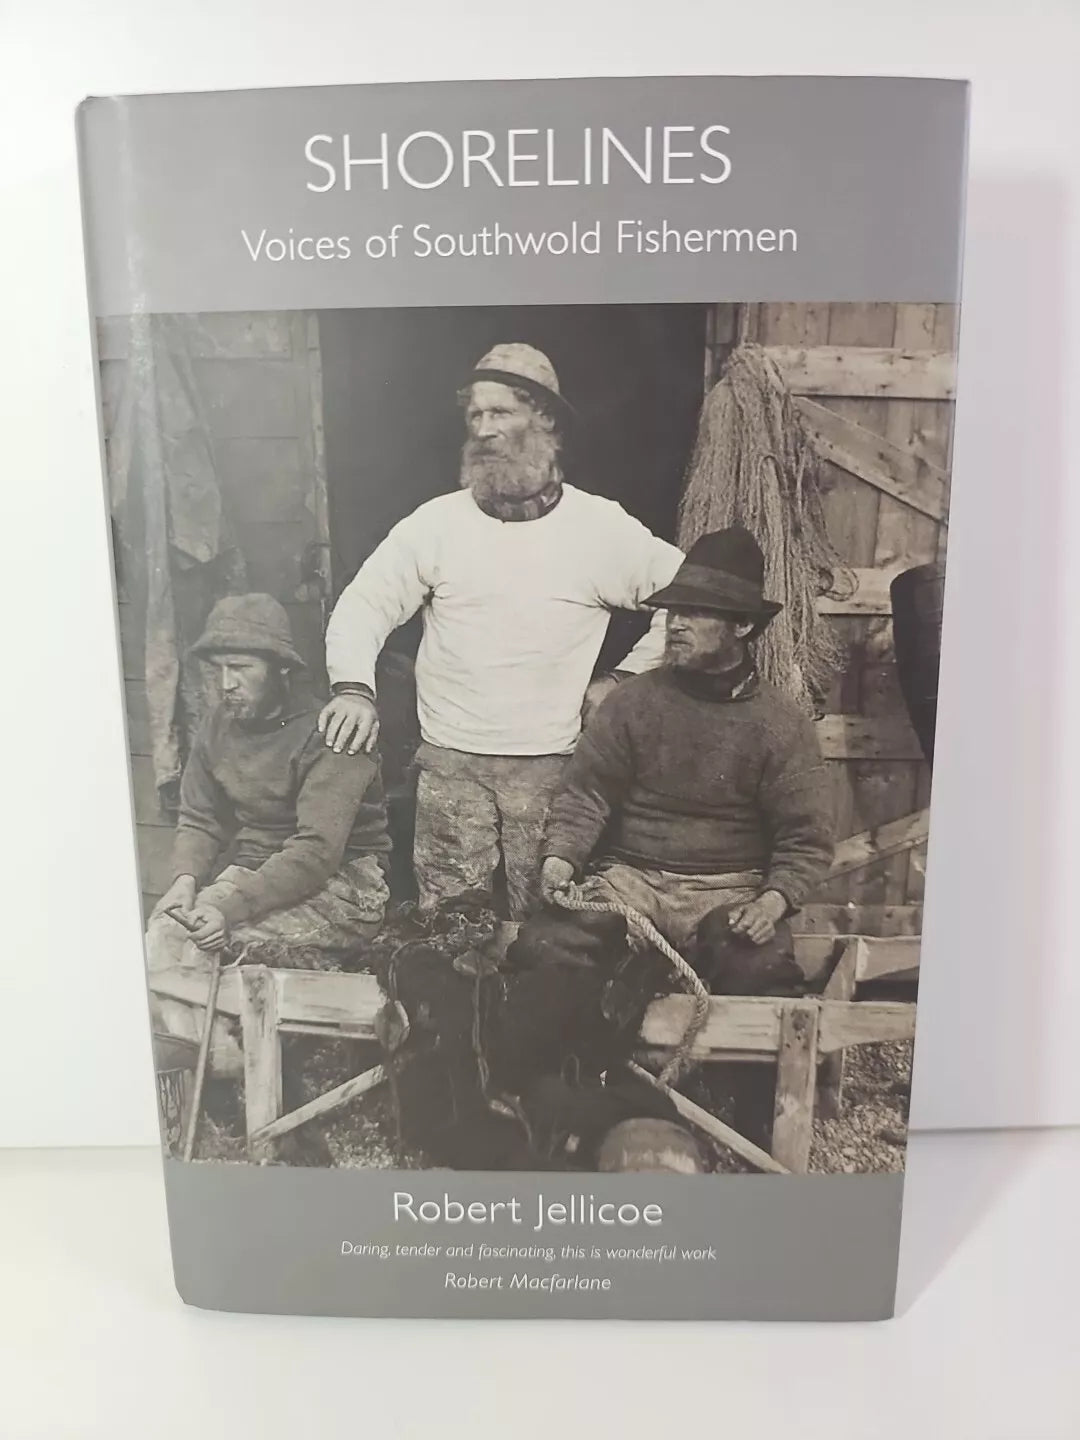 SHORELINES
Voices of Southwold Fishermen
Robert Jellicoe
Daring, tender and fascinating, this is wonderful work
Robert Macfarlane